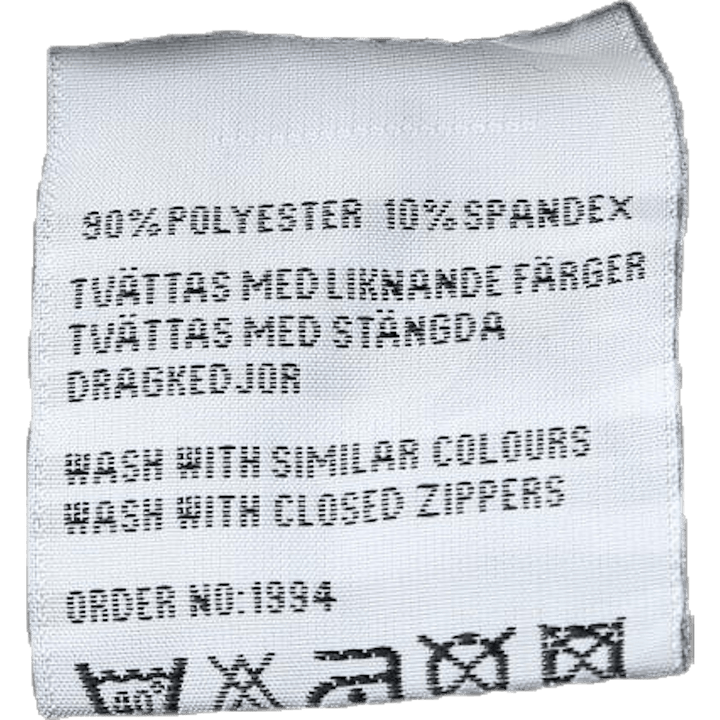 90%POLYESTER 10%SPANDEX
TVÄTTAS MED LIKNANDE FÄRGER
TVÄTTAS MED STÄNGDA
DRAGKEDJOR
WASH WITH SIMILAR COLOURS
WASH WITH CLOSED ZIPPERS
ORDER NO:1994
40°